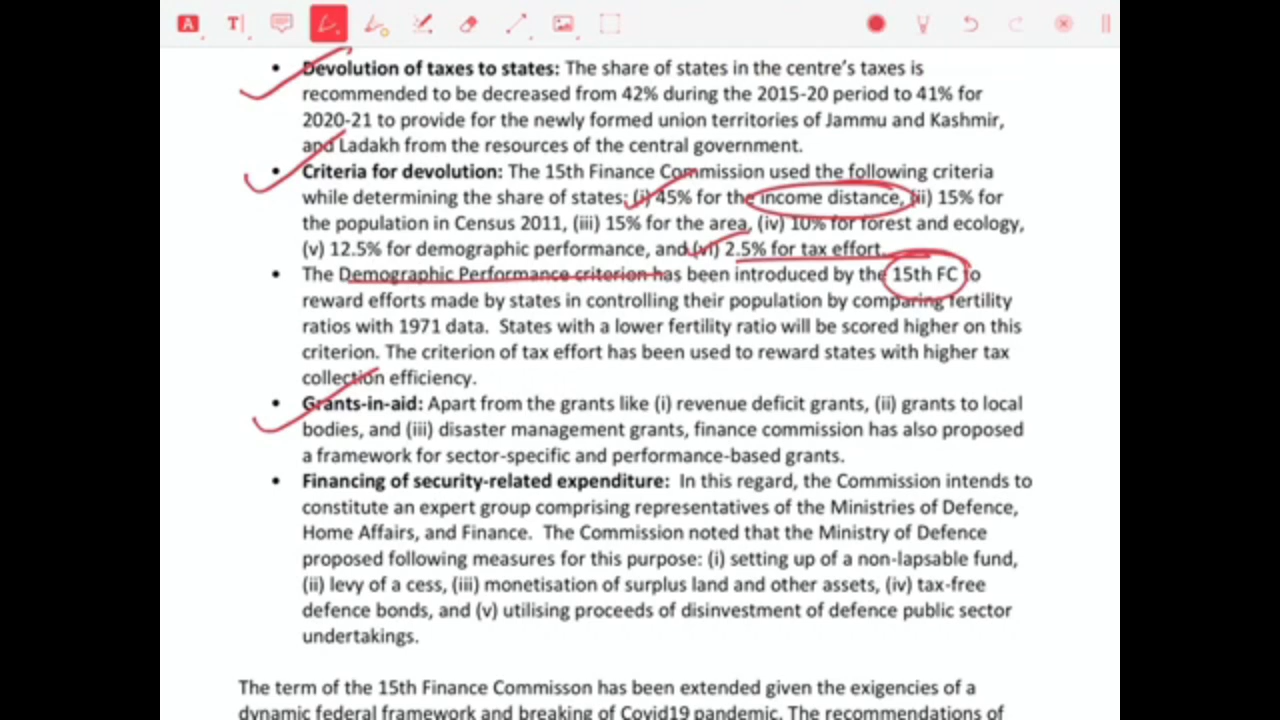 A T
• Devolution of taxes to states: The share of states in the centre's taxes is
recommended to be decreased from 42% during the 2015-20 period to 41% for
2020-21 to provide for the newly formed union territories of Jammu and Kashmir,
and Ladakh from the resources of the central government.
• Criteria for devolution: The 15th Finance Commission used the following criteria
while determining the share of states: (i) 45% for the income distance, (ii) 15% for
the population in Census 2011, (iii) 15% for the area, (iv) 10% for forest and ecology,
(v) 12.5% for demographic performance, and (vi) 2.5% for tax effort.
• The Demographic Performance criterion has been introduced by the 15th FC to
reward efforts made by states in controlling their population by comparing fertility
ratios with 1971 data. States with a lower fertility ratio will be scored higher on this
criterion. The criterion of tax effort has been used to reward states with higher tax
collection efficiency.
• Grants-in-aid: Apart from the grants like (i) revenue deficit grants, (ii) grants to local
bodies, and (iii) disaster management grants, finance commission has also proposed
a framework for sector-specific and performance-based grants.
• Financing of security-related expenditure: In this regard, the Commission intends to
constitute an expert group comprising representatives of the Ministries of Defence,
Home Affairs, and Finance. The Commission noted that the Ministry of Defence
proposed following measures for this purpose: (i) setting up of a non-lapsable fund,
(ii) levy of a cess, (iii) monetisation of surplus land and other assets, (iv) tax-free
defence bonds, and (v) utilising proceeds of disinvestment of defence public sector
undertakings.
The term of the 15th Finance Commisson has been extended given the exigencies of a
dynamic federal framework and breaking of Covid19 pandemic. The recommendations of